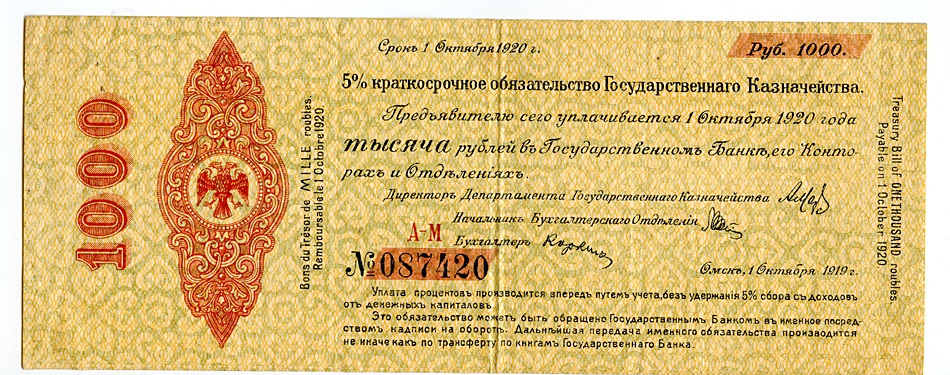 Срокъ 1 Октября 1920 г.
Руб. 1000.
5% краткосрочное обязательство Государственнаго Казначейства.
Предъявителю сего уплачивается 1 Октября 1920 года
тысяча рублей въ Государственномъ Банкѣ, его Конто-
рахъ и Отдѣленіяхъ.
Директоръ Департамента Государственнаго Казначейства
Начальникъ Бухгалтерскаго Отдѣленія
Бухгалтеръ
А-М
№ 087420
Омскъ, 1 Октября 1919 г.
Уплата процентовъ производится впередъ путемъ учета, безъ удержанія 5% сбора съ доходовъ
отъ денежныхъ капиталовъ.
Это обязательство можетъ быть обращено Государственнымъ Банкомъ въ именное посред-
ствомъ надписи на оборотѣ. Дальнѣйшая передача именного обязательства производится
не иначе какъ по трансферту по книгамъ Государственнаго Банка.
1000
Bons du Trésor de MILLE roubles.
Remboursable le 1 Octobre 1920.
Treasury Bill of ONE THOUSAND roubles
Payable on 1 October 1920.